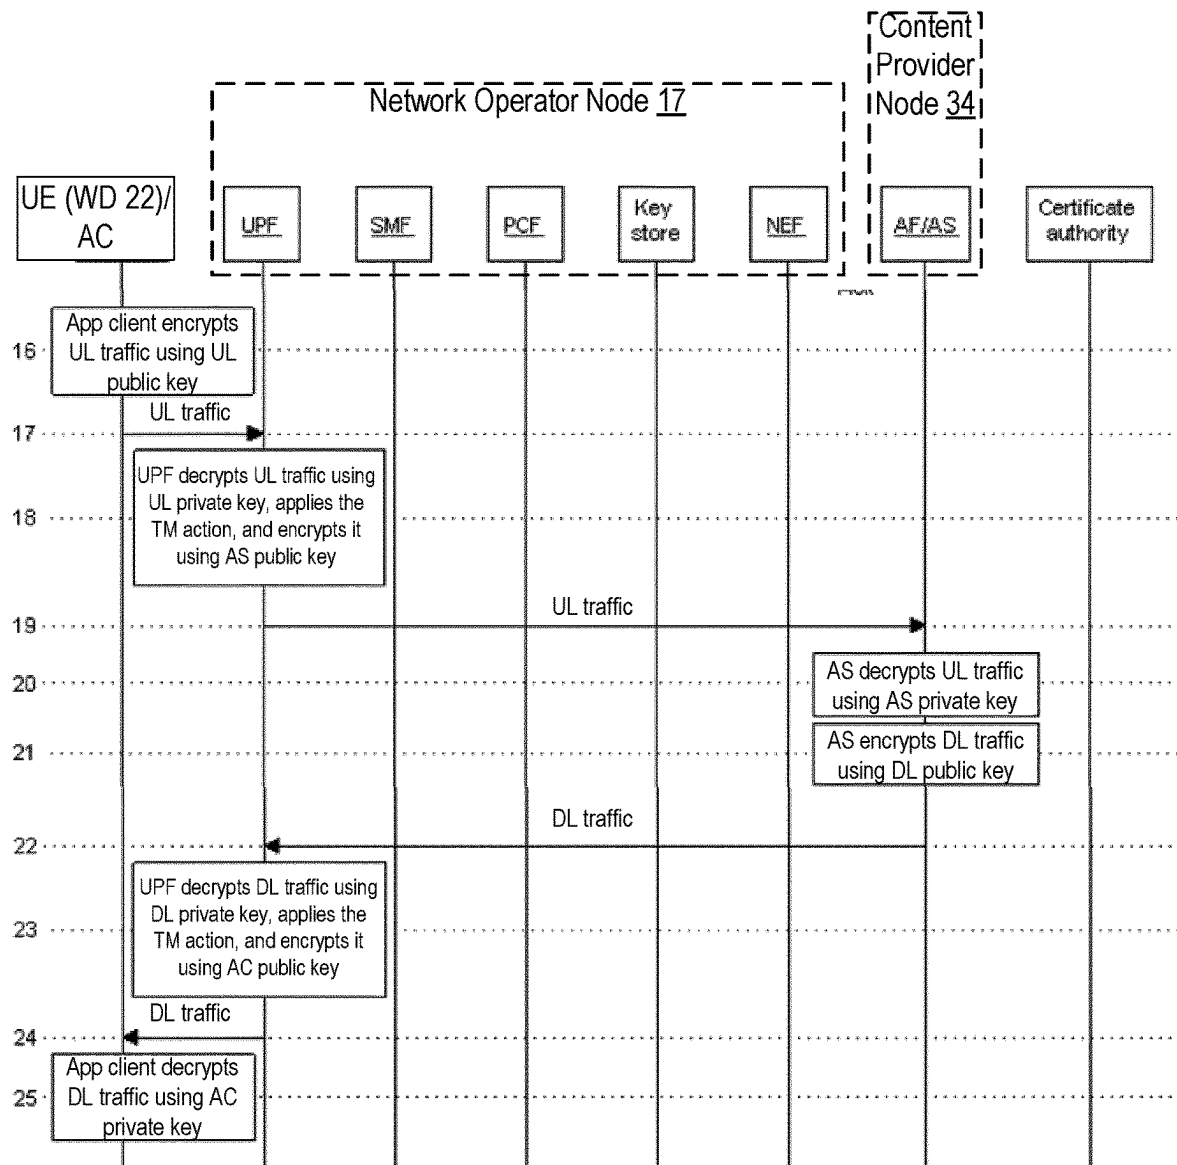 Content
Provider
Node 34
Network Operator Node 17
UE (WD 22)/
AC
UPF
SMF
PCF
Key
store
NEF
AF/AS
Certificate
authority
App client encrypts
UL traffic using UL
public key
16
UL traffic
17
UPF decrypts UL traffic using
UL private key, applies the
TM action, and encrypts it
using AS public key
18
UL traffic
19
AS decrypts UL traffic
using AS private key
20
AS encrypts DL traffic
using DL public key
21
DL traffic
22
UPF decrypts DL traffic using
DL private key, applies the
TM action, and encrypts it
using AC public key
23
DL traffic
24
App client decrypts
DL traffic using AC
private key
25